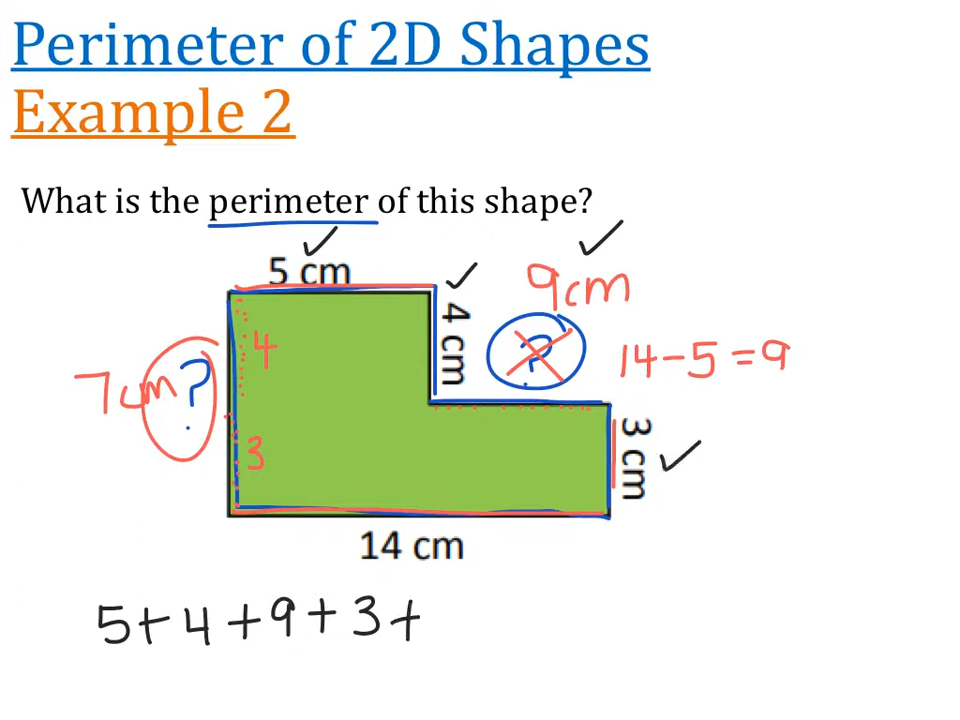 Perimeter of 2D Shapes
Example 2
What is the perimeter of this shape?
5 cm
9cm
4 cm
?
14-5=9
4
7cm?
3
3 cm
14 cm
5+4+9+3+